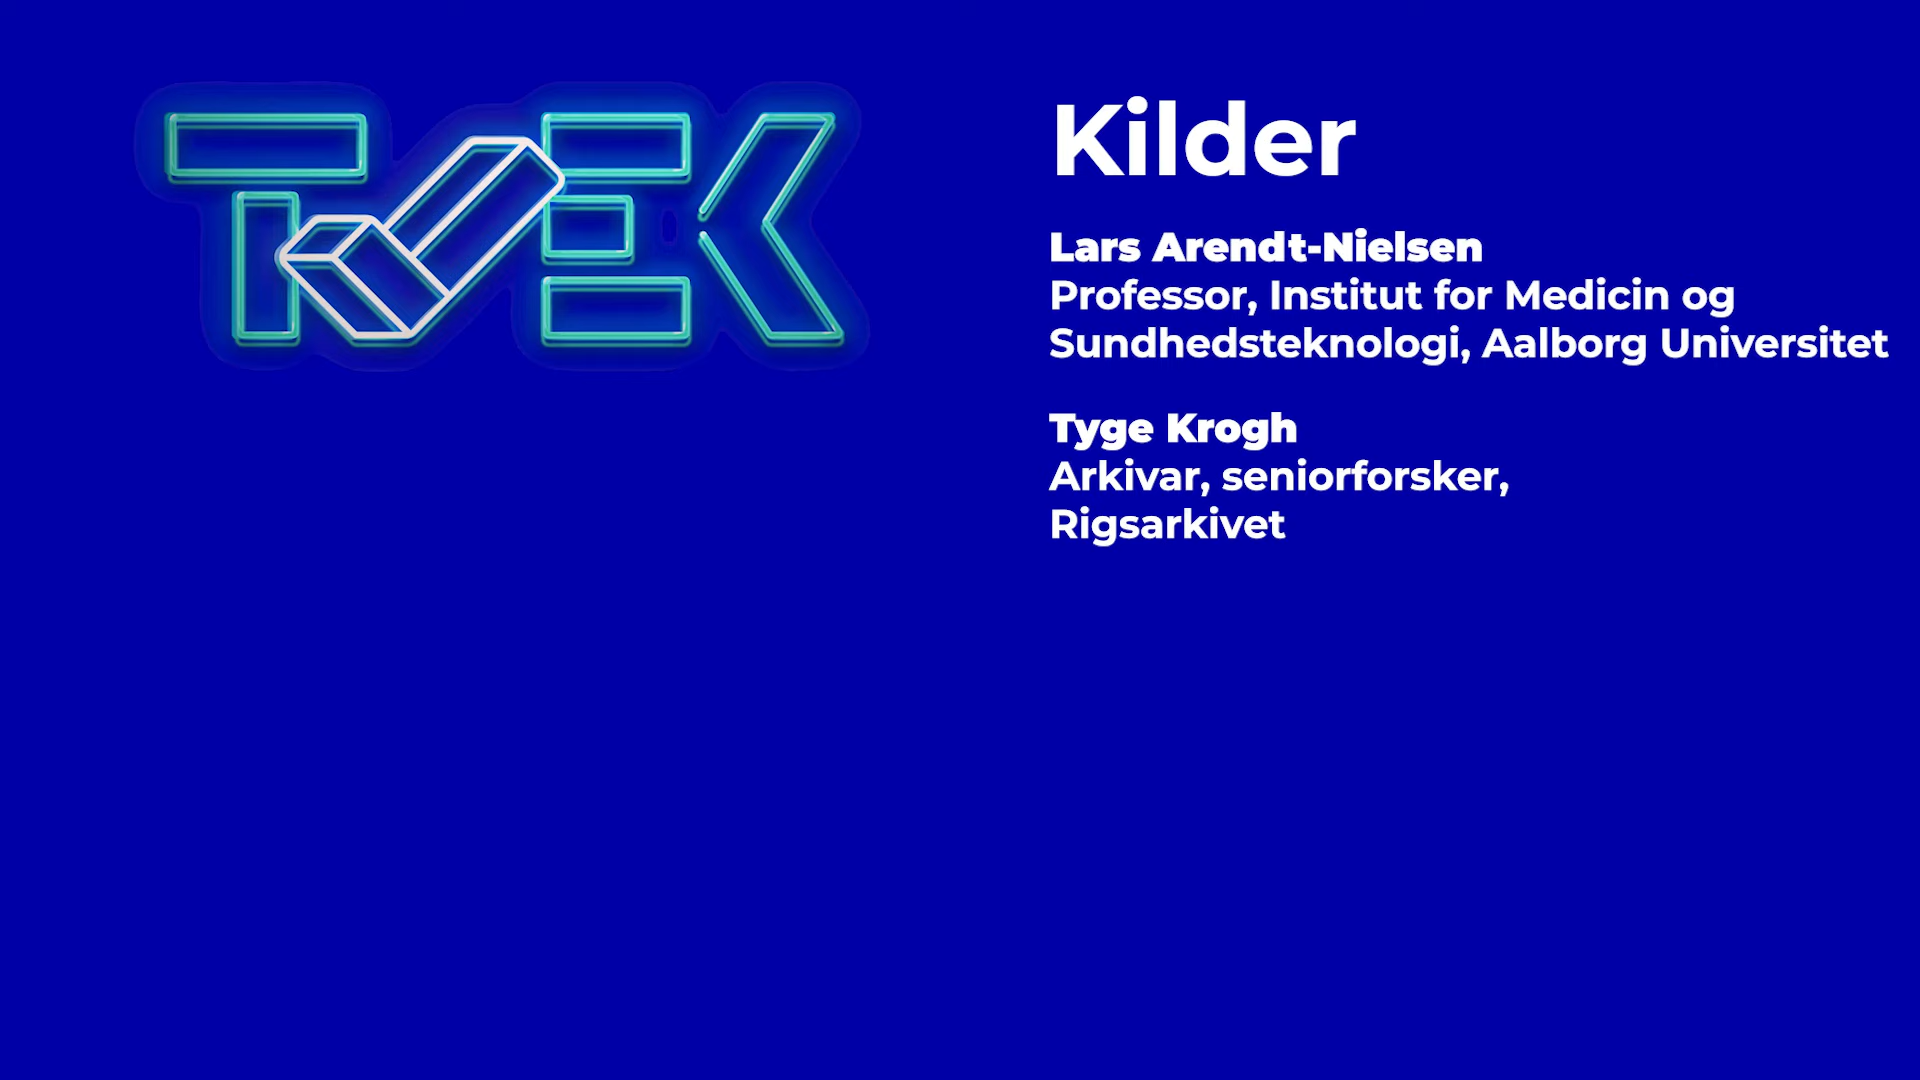 TJEK
Kilder
Lars Arendt-Nielsen
Professor, Institut for Medicin og
Sundhedsteknologi, Aalborg Universitet
Tyge Krogh
Arkivar, seniorforsker,
Rigsarkivet